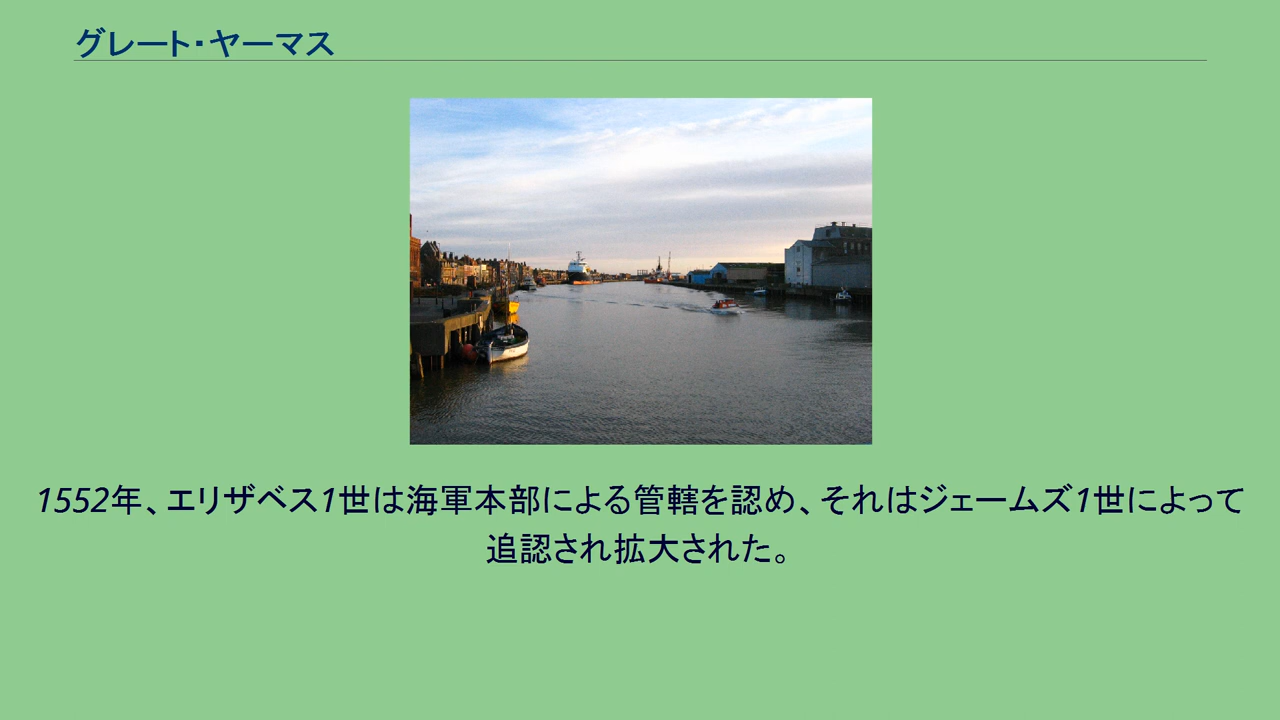 グレート・ヤーマス
1552年、エリザベス1世は海軍本部による管轄を認め、それはジェームズ1世によって
追認され拡大された。